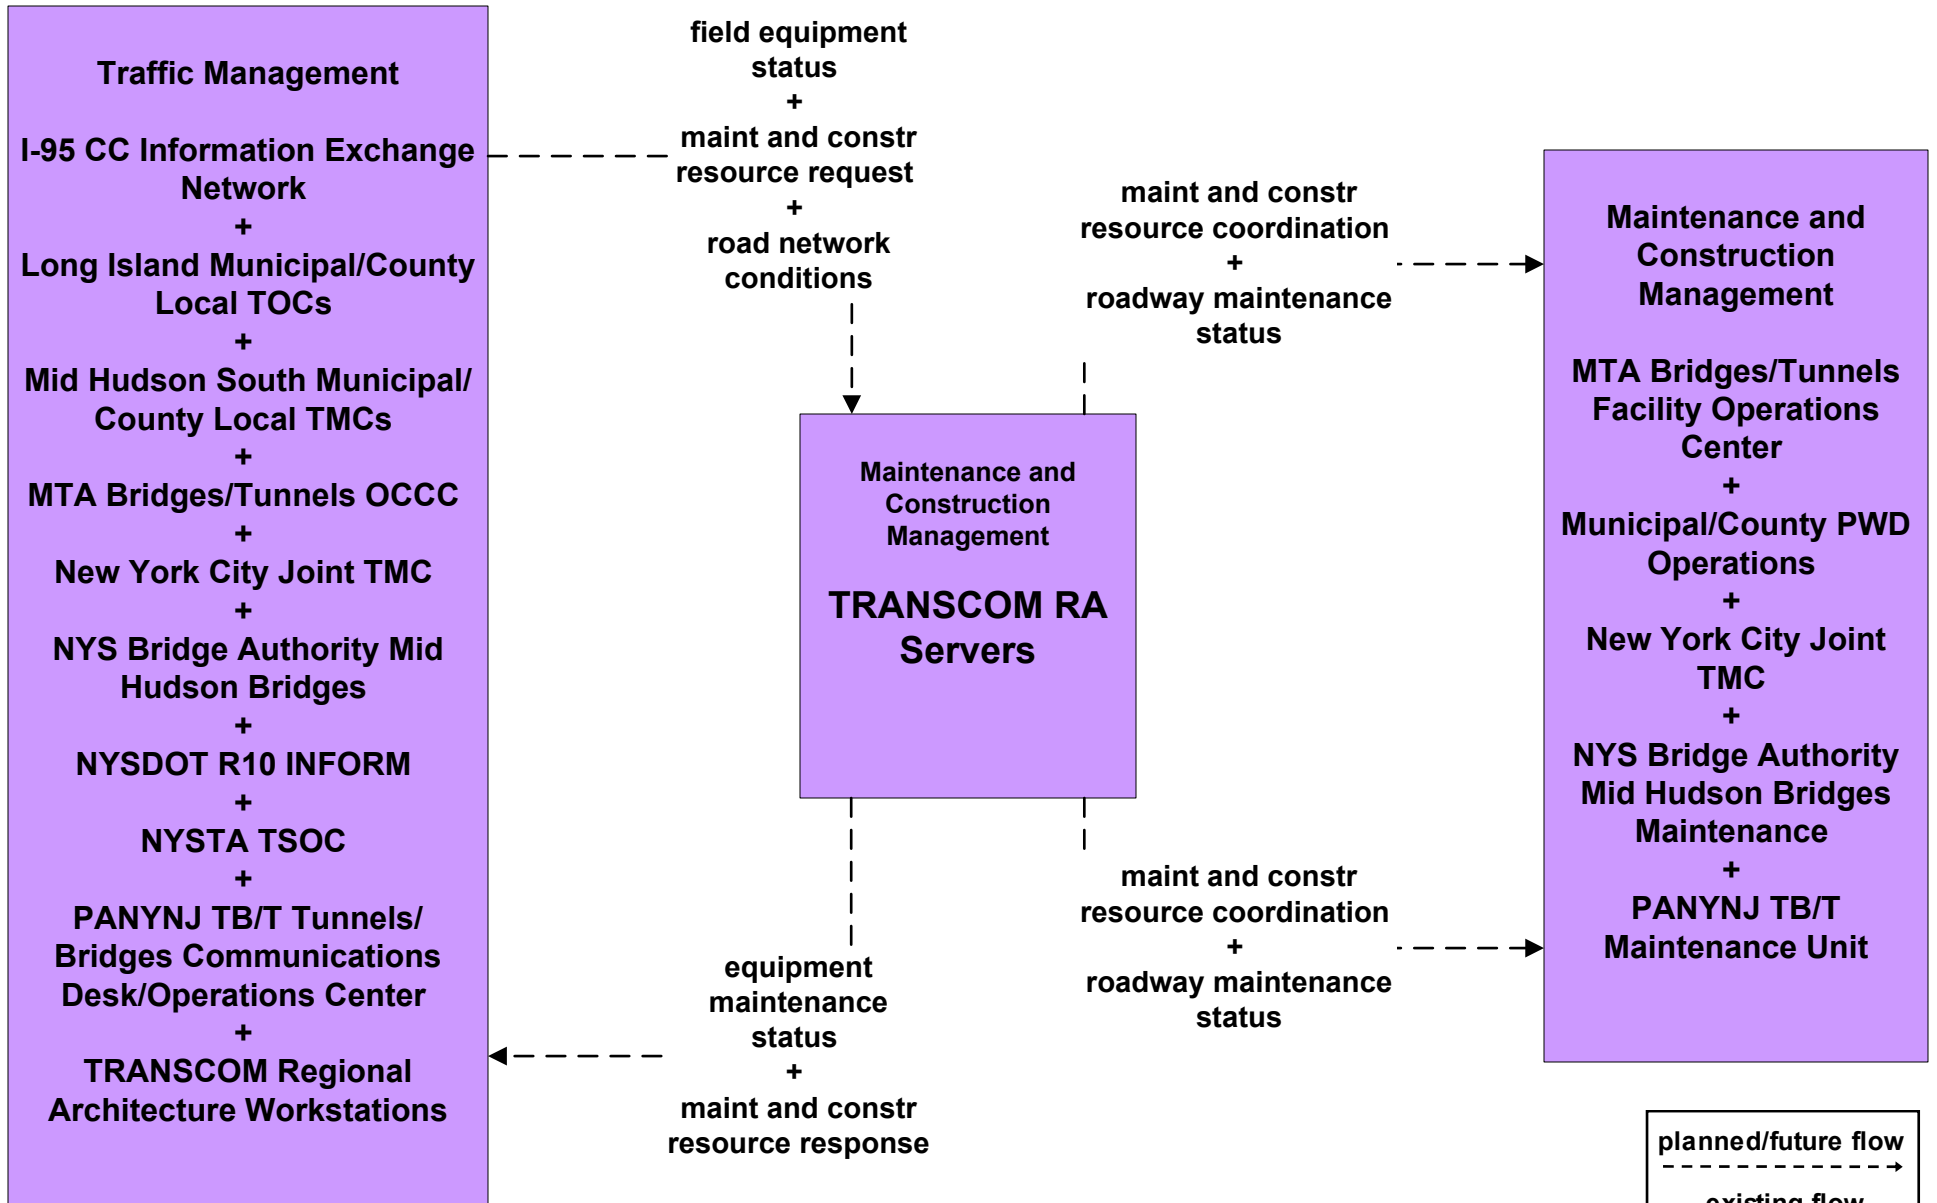 Traffic Management
I-95 CC Information Exchange
Network
+
Long Island Municipal/County
Local TOCs
+
Mid Hudson South Municipal/
County Local TMCs
+
MTA Bridges/Tunnels OCCC
+
New York City Joint TMC
+
NYS Bridge Authority Mid
Hudson Bridges
+
NYSDOT R10 INFORM
+
NYSTA TSOC
+
PANYNJ TB/T Tunnels/
Bridges Communications
Desk/Operations Center
+
TRANSCOM Regional
Architecture Workstations
field equipment
status
+
maint and constr
resource request
+
road network
conditions
Maintenance and
Construction
Management
TRANSCOM RA
Servers
equipment
maintenance
status
+
maint and constr
resource response
maint and constr
resource coordination
+
roadway maintenance
status
maint and constr
resource coordination
+
roadway maintenance
status
Maintenance and
Construction
Management
MTA Bridges/Tunnels
Facility Operations
Center
+
Municipal/County PWD
Operations
+
New York City Joint
TMC
+
NYS Bridge Authority
Mid Hudson Bridges
Maintenance
+
PANYNJ TB/T
Maintenance Unit
planned/future flow
existing flow